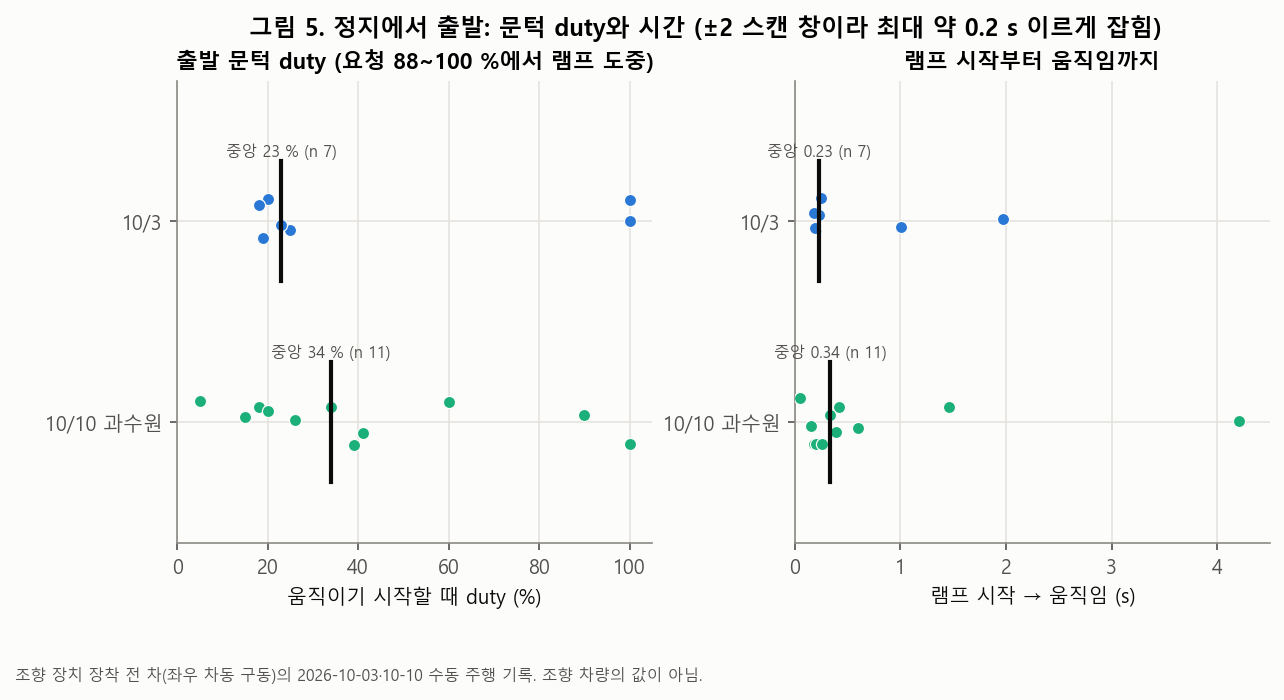 그림 5. 정지에서 출발: 문턱 duty와 시간 (±2 스캔 창이라 최대 약 0.2 s 이르게 잡힘)
출발 문턱 duty (요청 88~100 %에서 램프 도중)
중앙 23 % (n 7)
10/3
중앙 34 % (n 11)
10/10 과수원
0 20 40 60 80 100
움직이기 시작할 때 duty (%)
램프 시작부터 움직임까지
중앙 0.23 (n 7)
10/3
중앙 0.34 (n 11)
10/10 과수원
0 1 2 3 4
램프 시작 → 움직임 (s)
조향 장치 장착 전 차(좌우 차동 구동)의 2026-10-03·10-10 수동 주행 기록. 조향 차량의 값이 아님.